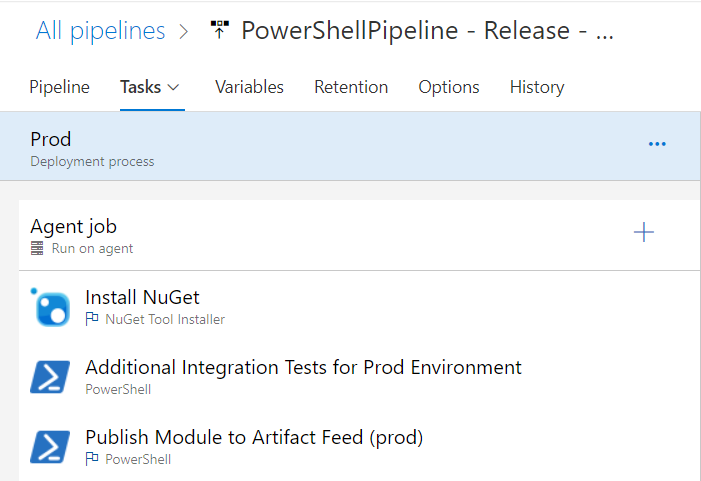 All pipelines > PowerShellPipeline - Release - ...
Pipeline Tasks Variables Retention Options History
Prod
Deployment process
Agent job
Run on agent
Install NuGet
NuGet Tool Installer
Additional Integration Tests for Prod Environment
PowerShell
Publish Module to Artifact Feed (prod)
PowerShell